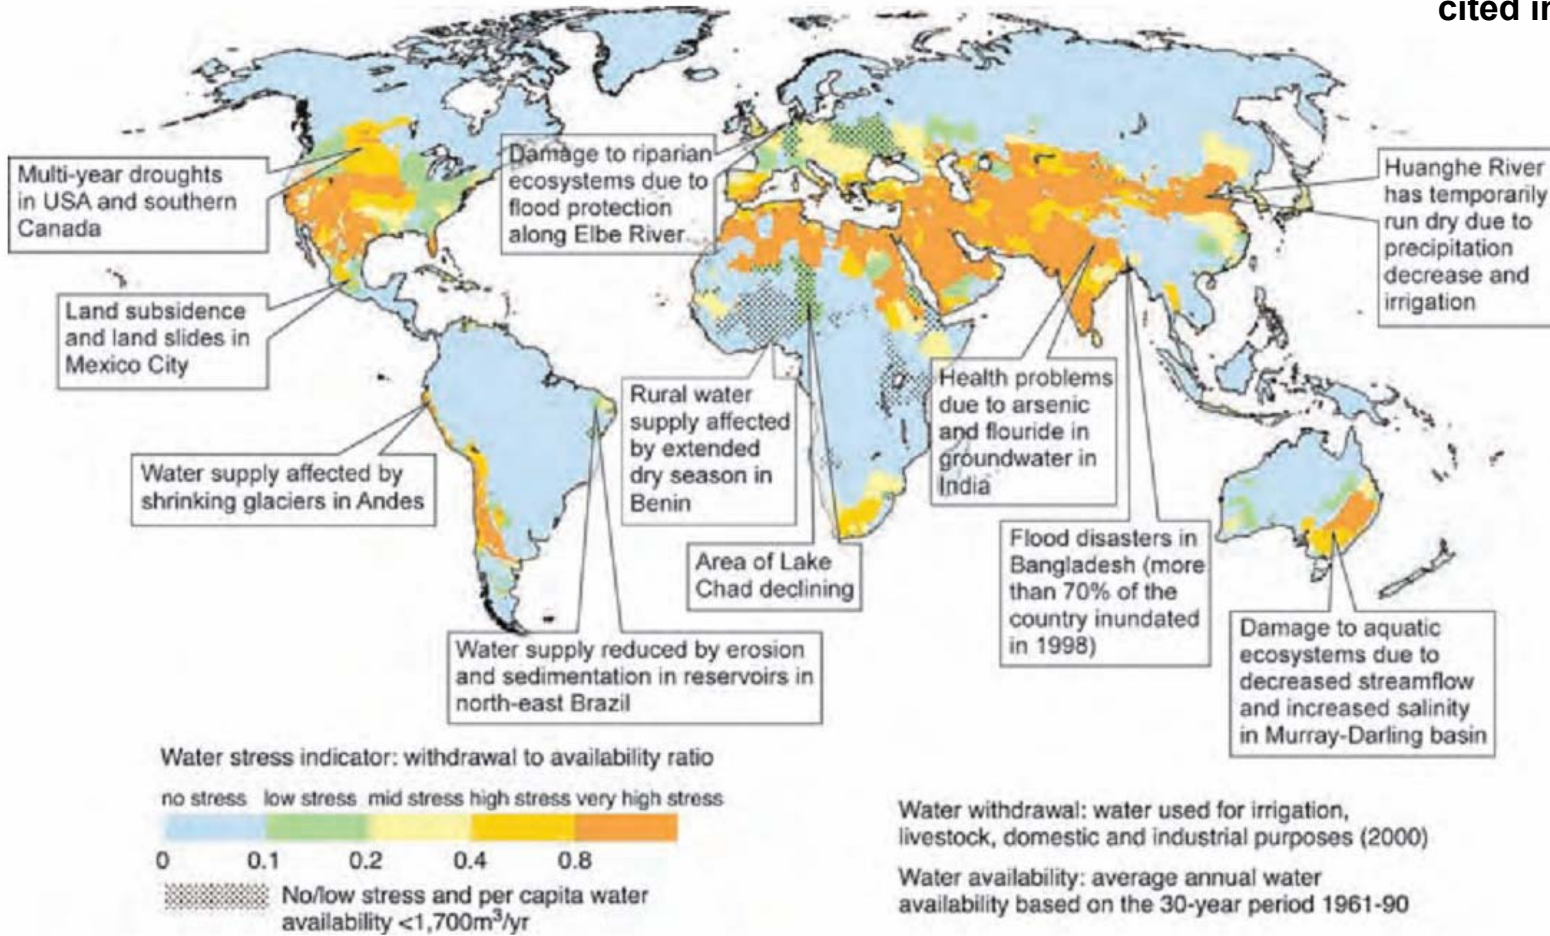 cited in
Multi-year droughts
in USA and southern
Canada
Damage to riparian
ecosystems due to
flood protection
along Elbe River
Huanghe River
has temporarily
run dry due to
precipitation
decrease and
irrigation
Land subsidence
and land slides in
Mexico City
Water supply affected by
shrinking glaciers in Andes
Rural water
supply affected
by extended
dry season in
Benin
Health problems
due to arsenic
and flouride in
groundwater in
India
Area of Lake
Chad declining
Flood disasters in
Bangladesh (more
than 70% of the
country inundated
in 1998)
Water supply reduced by erosion
and sedimentation in reservoirs in
north-east Brazil
Damage to aquatic
ecosystems due to
decreased streamflow
and increased salinity
in Murray-Darling basin
Water stress indicator: withdrawal to availability ratio
no stress low stress mid stress high stress very high stress
0 0.1 0.2 0.4 0.8
No/low stress and per capita water
availability <1,700m³/yr
Water withdrawal: water used for irrigation,
livestock, domestic and industrial purposes (2000)
Water availability: average annual water
availability based on the 30-year period 1961-90